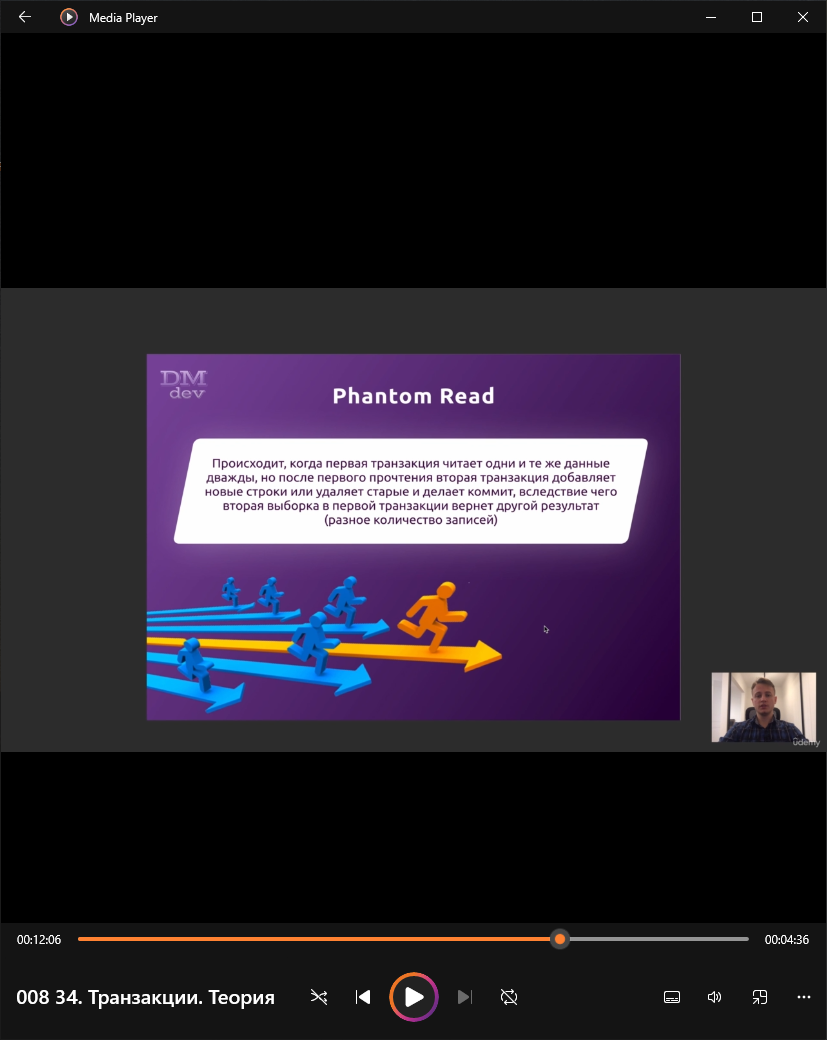 Media Player
DM
dev
Phantom Read
Происходит, когда первая транзакция читает одни и те же данные
дважды, но после первого прочтения вторая транзакция добавляет
новые строки или удаляет старые и делает коммит, вследствие чего
вторая выборка в первой транзакции вернет другой результат
(разное количество записей)
ûdemy
00:12:06
00:04:36
008 34. Транзакции. Теория